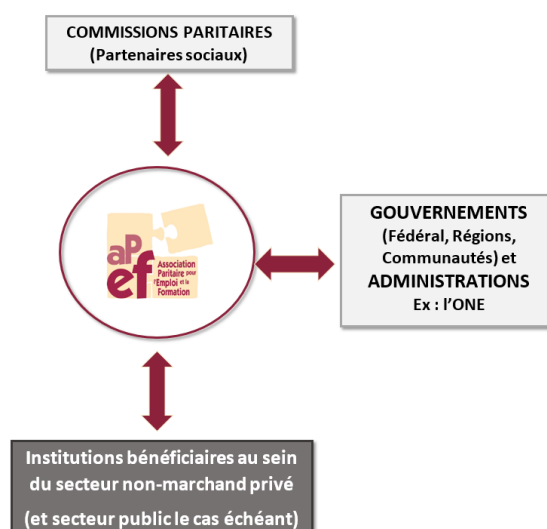 COMMISSIONS PARITAIRES
(Partenaires sociaux)
aP
ef
Association
Paritaire pour
l'Emploi et la
Formation
GOUVERNEMENTS
(Fédéral, Régions,
Communautés) et
ADMINISTRATIONS
Ex : l'ONE
Institutions bénéficiaires au sein
du secteur non-marchand privé
(et secteur public le cas échéant)